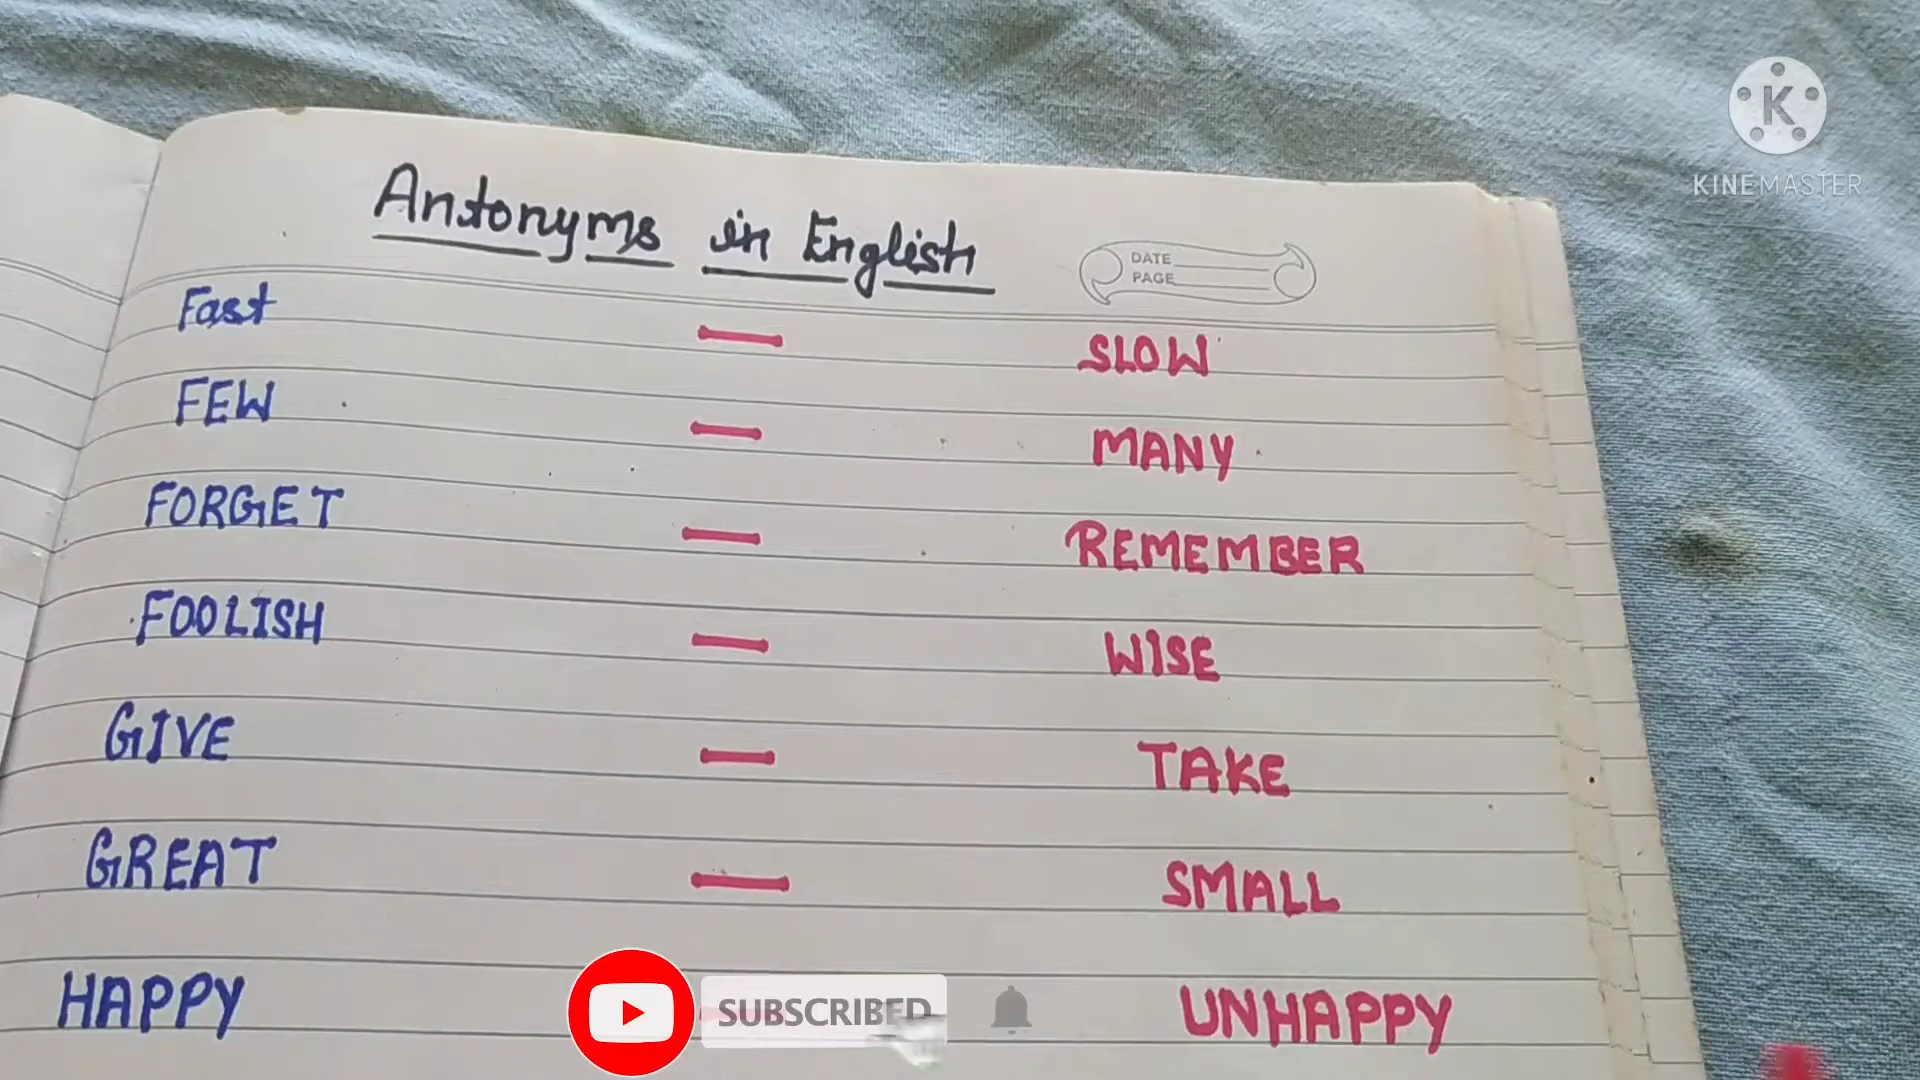 K
KINEMASTER
Antonyms in English
DATE
PAGE
Fast — SLOW
FEW — MANY
FORGET — REMEMBER
FOOLISH — WISE
GIVE — TAKE
GREAT — SMALL
HAPPY — UNHAPPY
SUBSCRIBED